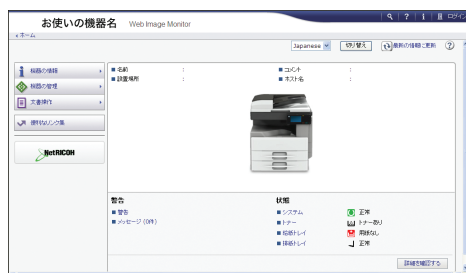 お使いの機器名 Web Image Monitor
ログイン
ホーム
Japanese 切り替え 最新の情報に更新
機器の情報
機器の管理
文書操作
便利なリンク集
NetRICOH
名前 :
設置場所 :
コメント :
ホスト名 :
警告
警告
メッセージ (0件)
状態
システム 正常
トナー トナーあり
給紙トレイ 用紙なし
排紙トレイ 正常
詳細を確認する